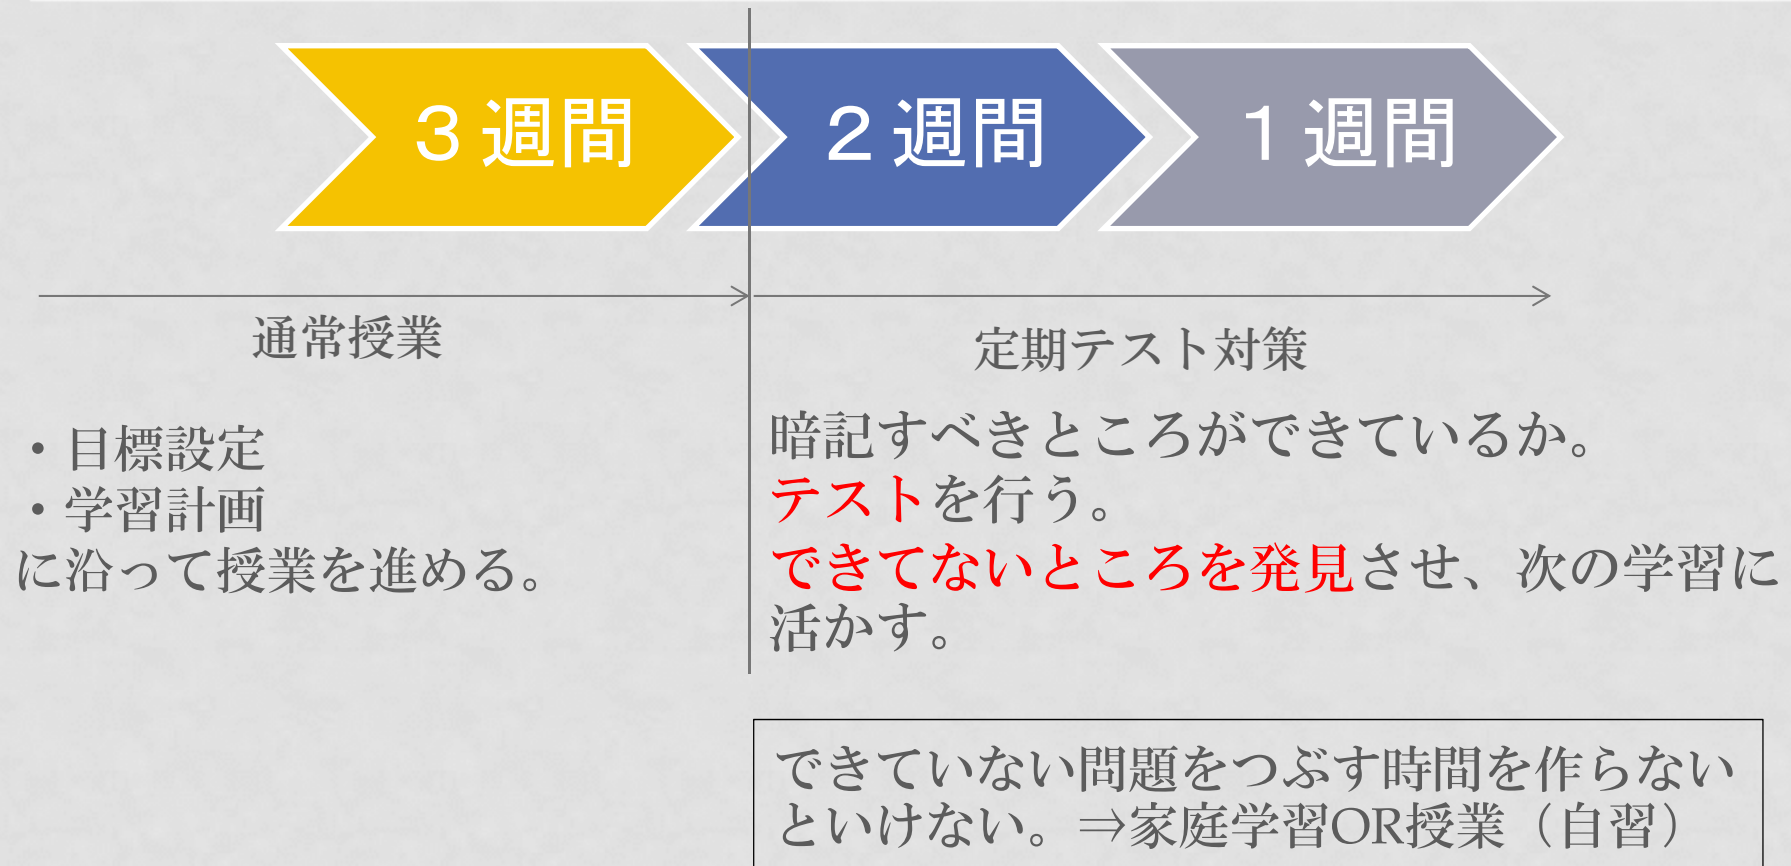 ３週間
２週間
１週間
通常授業
定期テスト対策
・目標設定
・学習計画
に沿って授業を進める。
暗記すべきところができているか。
テストを行う。
できてないところを発見させ、次の学習に
活かす。
できていない問題をつぶす時間を作らない
といけない。⇒家庭学習OR授業（自習）